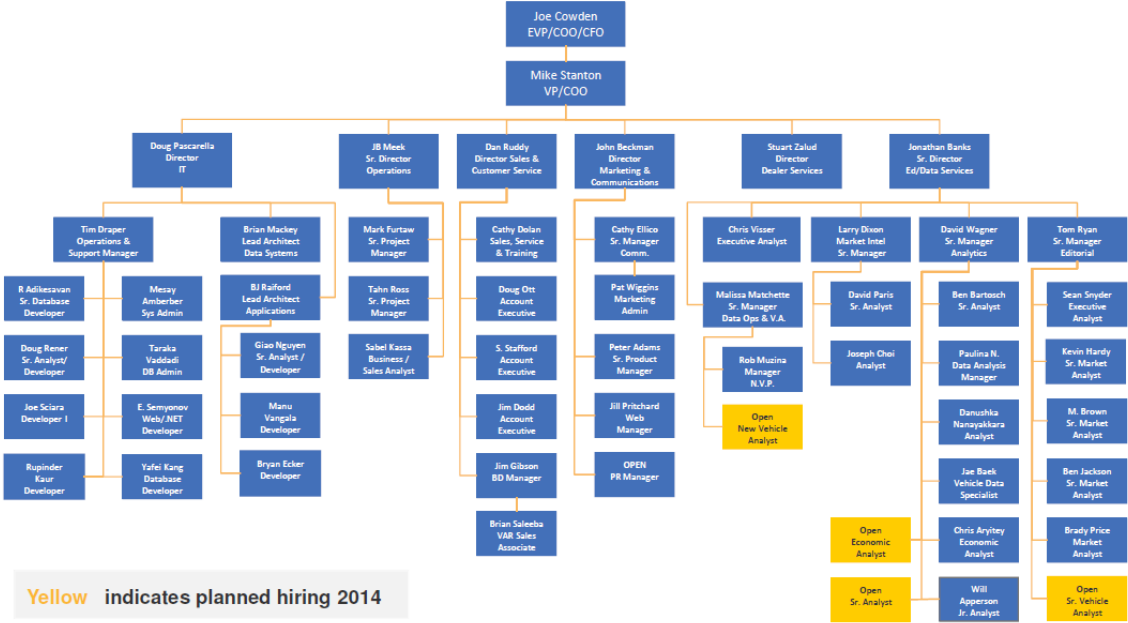 Joe Cowden
EVP/COO/CFO
Mike Stanton
VP/COO
Doug Pascarella
Director
IT
JB Meek
Sr. Director
Operations
Dan Ruddy
Director Sales &
Customer Service
John Beckman
Director
Marketing &
Communications
Stuart Zalud
Director
Dealer Services
Jonathan Banks
Sr. Director
Ed/Data Services
Tim Draper
Operations &
Support Manager
Brian Mackey
Lead Architect
Data Systems
Mark Furtaw
Sr. Project
Manager
Cathy Dolan
Sales, Service
& Training
Cathy Ellico
Sr. Manager
Comm.
Chris Visser
Executive Analyst
Larry Dixon
Market Intel
Sr. Manager
David Wagner
Sr. Manager
Analytics
Tom Ryan
Sr. Manager
Editorial
R Adikesavan
Sr. Database
Developer
Mesay
Amberber
Sys Admin
BJ Raiford
Lead Architect
Applications
Tahn Ross
Sr. Project
Manager
Doug Ott
Account
Executive
Pat Wiggins
Marketing
Admin
Malissa Matchette
Sr. Manager
Data Ops & V.A.
David Paris
Sr. Analyst
Ben Bartosch
Sr. Analyst
Sean Snyder
Executive
Analyst
Doug Rener
Sr. Analyst/
Developer
Taraka
Vaddadi
DB Admin
Giao Nguyen
Sr. Analyst /
Developer
Sabel Kassa
Business /
Sales Analyst
S. Stafford
Account
Executive
Peter Adams
Sr. Product
Manager
Rob Muzina
Manager
N.V.P.
Joseph Choi
Analyst
Paulina N.
Data Analysis
Manager
Kevin Hardy
Sr. Market
Analyst
Joe Sciara
Developer I
E. Semyonov
Web/.NET
Developer
Manu
Vangala
Developer
Jim Dodd
Account
Executive
Jill Pritchard
Web
Manager
Open
New Vehicle
Analyst
Danushka
Nanayakkara
Analyst
M. Brown
Sr. Market
Analyst
Rupinder
Kaur
Developer
Yafei Kang
Database
Developer
Bryan Ecker
Developer
Jim Gibson
BD Manager
OPEN
PR Manager
Jae Baek
Vehicle Data
Specialist
Ben Jackson
Sr. Market
Analyst
Brian Saleeba
VAR Sales
Associate
Open
Economic
Analyst
Chris Aryitey
Economic
Analyst
Brady Price
Market
Analyst
Open
Sr. Analyst
Will
Apperson
Jr. Analyst
Open
Sr. Vehicle
Analyst
Yellow indicates planned hiring 2014